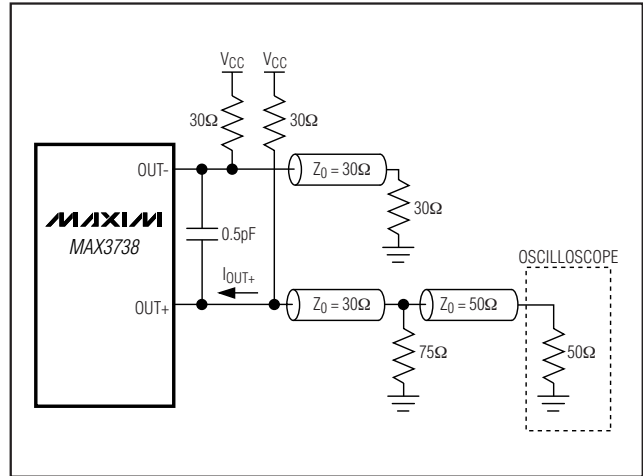 VCC VCC
30Ω 30Ω
OUT- Z0 = 30Ω
30Ω
MAXIM
MAX3738
0.5pF
OSCILLOSCOPE
IOUT+
OUT+ Z0 = 30Ω Z0 = 50Ω
75Ω 50Ω